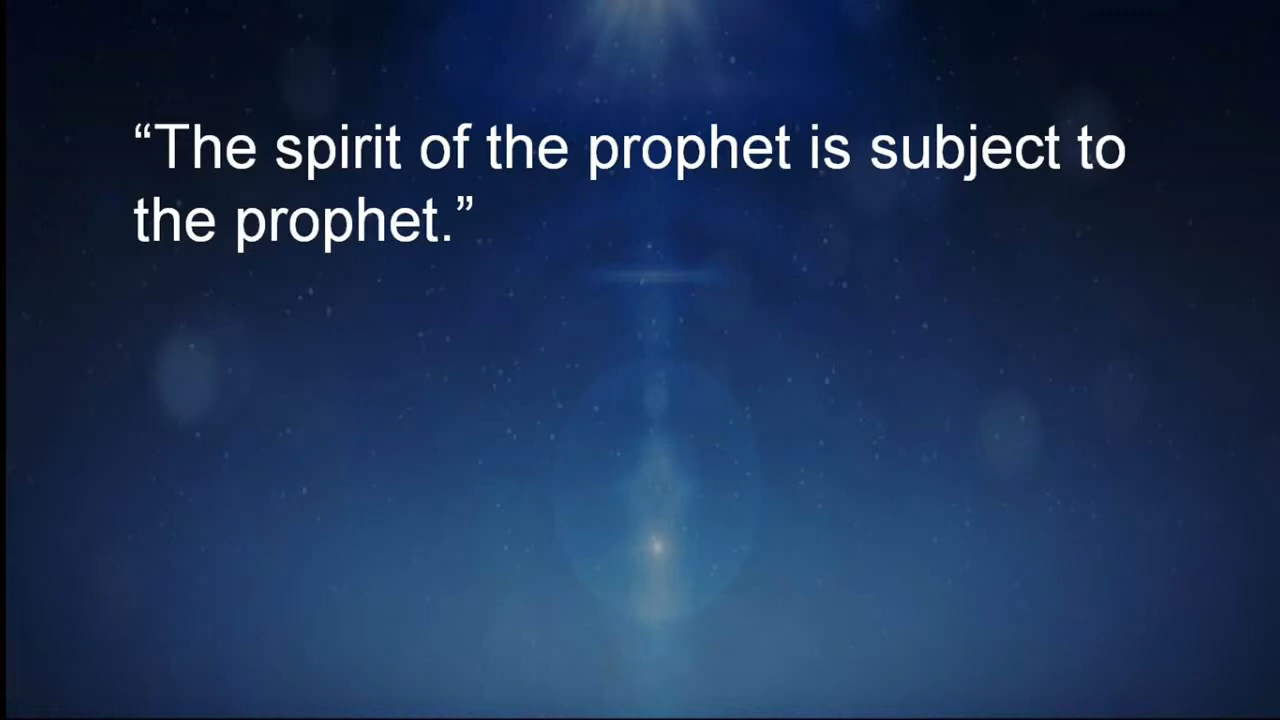 “The spirit of the prophet is subject to
the prophet.”